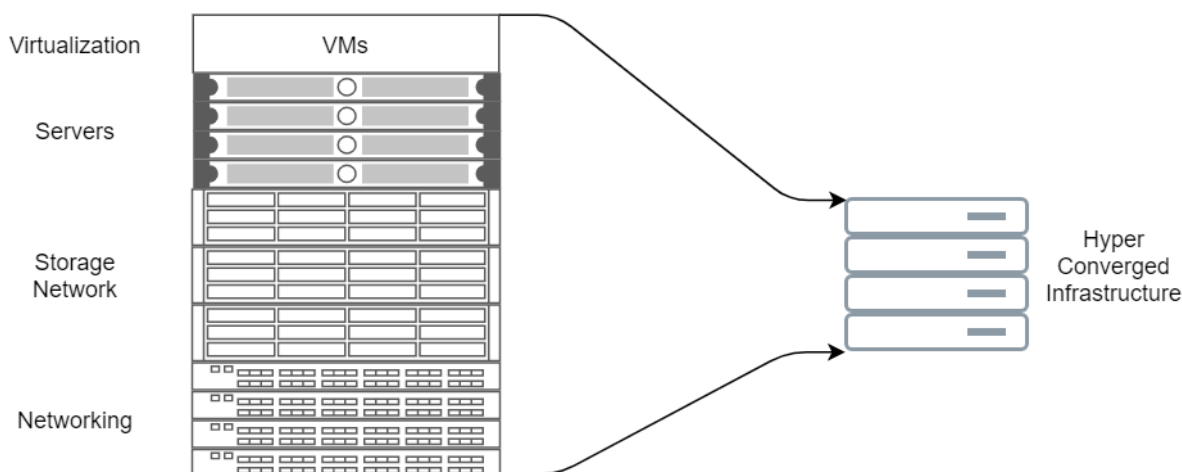 Virtualization
VMs
Servers
Storage
Network
Networking
Hyper
Converged
Infrastructure